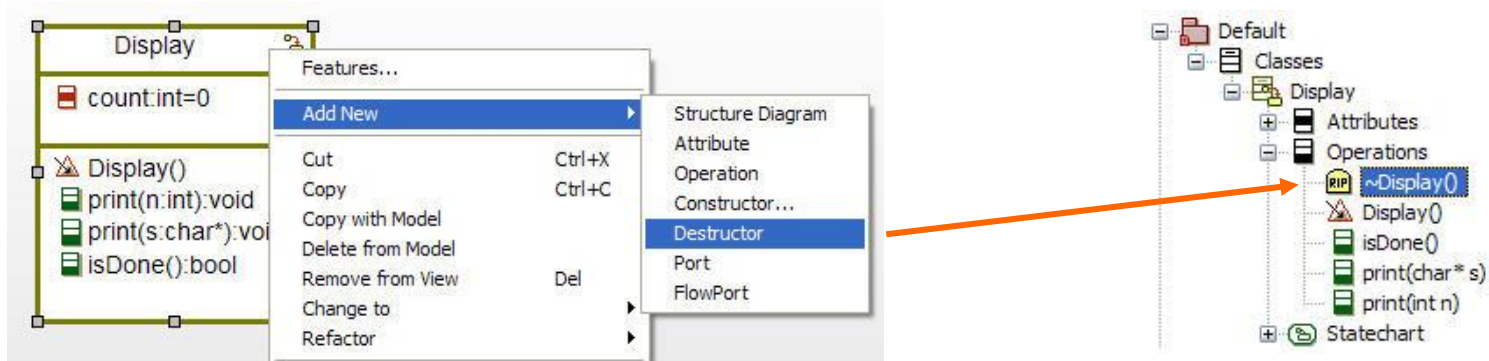 Display
count:int=0
Display()
print(n:int):void
print(s:char*):voi
isDone():bool
Features...
Add New
Cut Ctrl+X
Copy Ctrl+C
Copy with Model
Delete from Model
Remove from View Del
Change to
Refactor
Structure Diagram
Attribute
Operation
Constructor...
Destructor
Port
FlowPort
Default
Classes
Display
Attributes
Operations
RIP ~Display()
Display()
isDone()
print(char* s)
print(int n)
Statechart